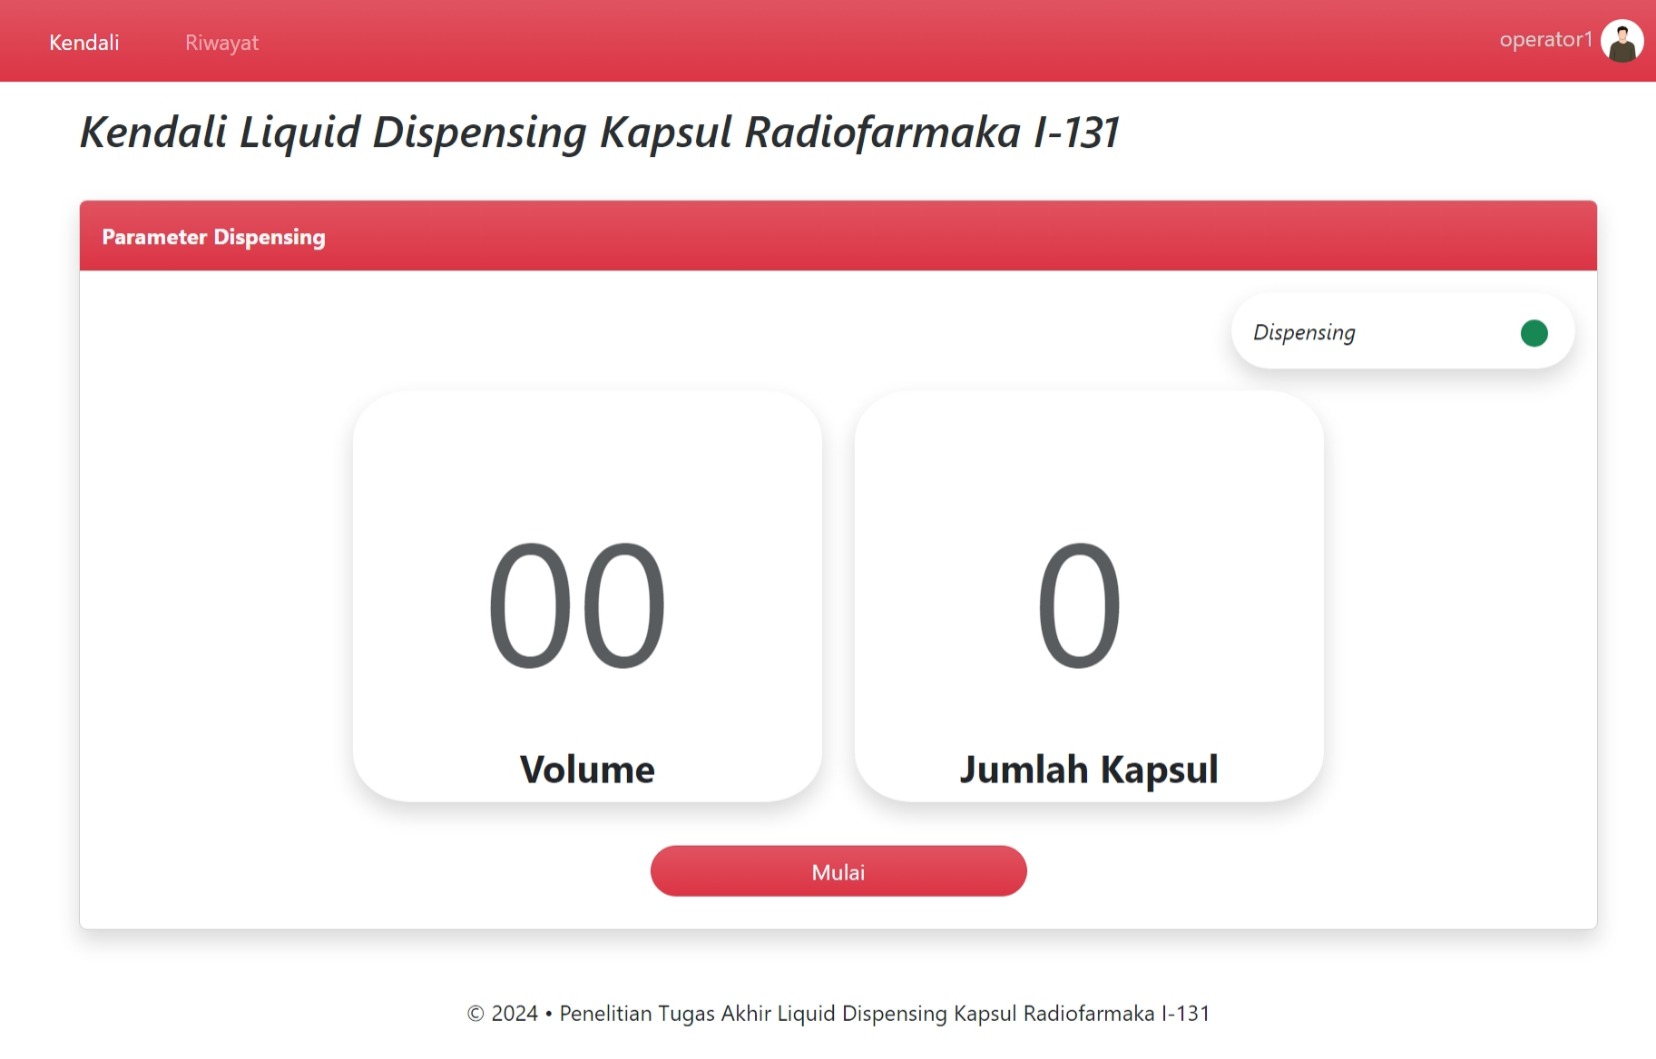 Kendali Riwayat operator1
Kendali Liquid Dispensing Kapsul Radiofarmaka I-131
Parameter Dispensing
Dispensing
00 0
Volume Jumlah Kapsul
Mulai
© 2024 • Penelitian Tugas Akhir Liquid Dispensing Kapsul Radiofarmaka I-131